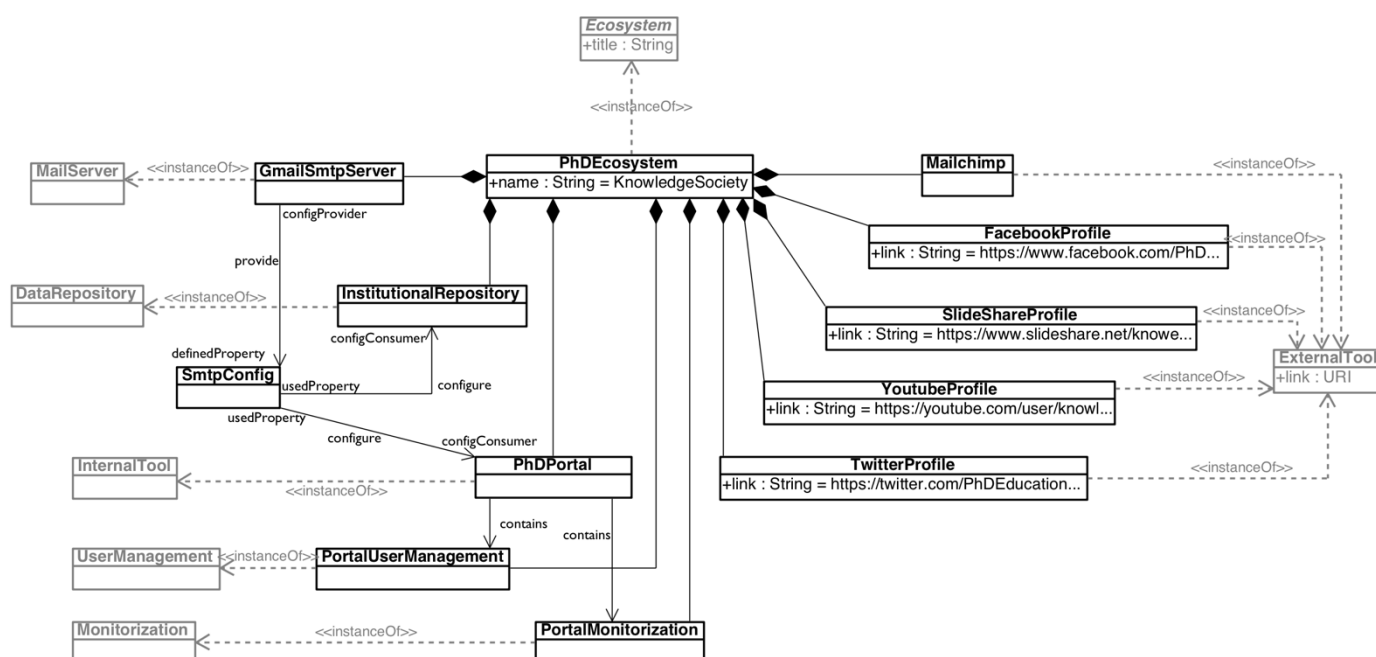 Ecosystem
+title : String
<<instanceOf>>
MailServer
<<instanceOf>>
GmailSmtpServer
PhDEcosystem
+name : String = KnowledgeSociety
Mailchimp
<<instanceOf>>
configProvider
FacebookProfile
+link : String = https://www.facebook.com/PhD...
<<instanceOf>>
provide
DataRepository
<<instanceOf>>
InstitutionalRepository
configConsumer
SlideShareProfile
+link : String = https://www.slideshare.net/knowe...
<<instanceOf>>
definedProperty
SmtpConfig
usedProperty
configure
ExternalTool
+link : URI
YoutubeProfile
+link : String = https://youtube.com/user/knowl...
<<instanceOf>>
usedProperty
configure
configConsumer
InternalTool
<<instanceOf>>
PhDPortal
TwitterProfile
+link : String = https://twitter.com/PhDEducation...
<<instanceOf>>
contains
contains
UserManagement
<<instanceOf>>
PortalUserManagement
Monitorization
<<instanceOf>>
PortalMonitorization